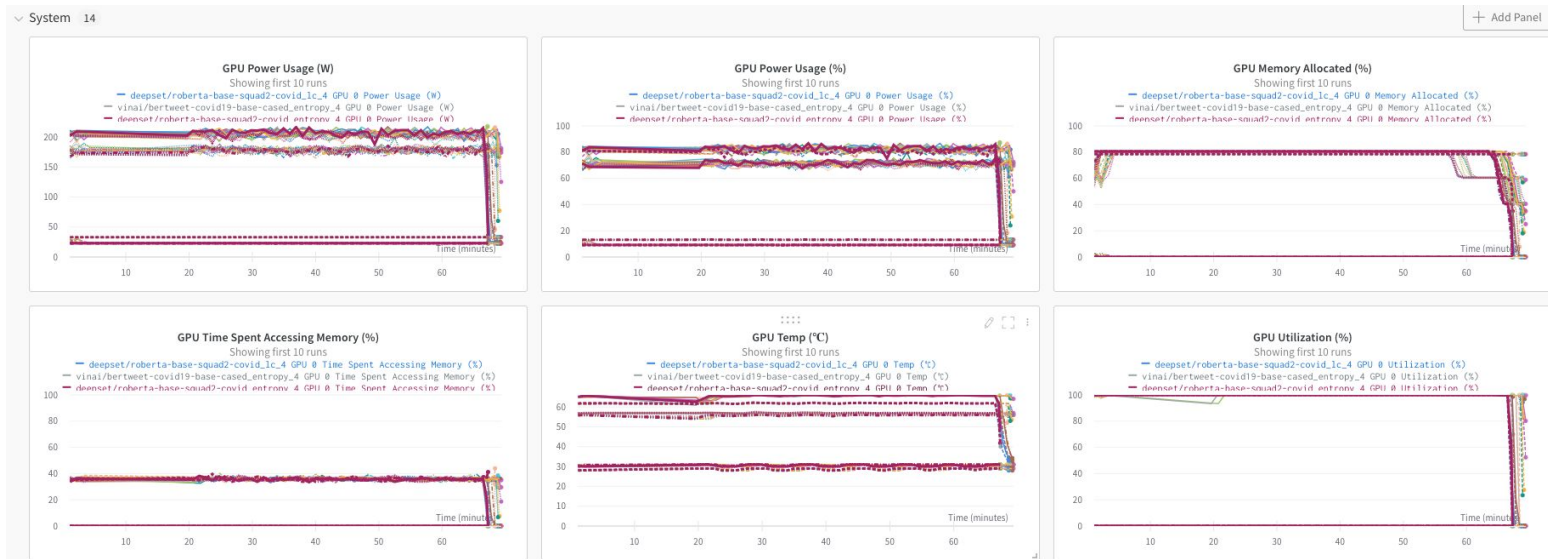 System 14
+ Add Panel
GPU Power Usage (W)
Showing first 10 runs
deepset/roberta-base-squad2-covid_lc_4 GPU 0 Power Usage (W)
vinai/bertweet-covid19-base-cased_entropy_4 GPU 0 Power Usage (W)
deepset/roberta-base-squad2-covid_entropy_4 GPU 0 Power Usage (W)
200
150
100
50
0
Time (minutes)
10 20 30 40 50 60
GPU Power Usage (%)
Showing first 10 runs
deepset/roberta-base-squad2-covid_lc_4 GPU 0 Power Usage (%)
vinai/bertweet-covid19-base-cased_entropy_4 GPU 0 Power Usage (%)
deepset/roberta-base-squad2-covid_entropy_4 GPU 0 Power Usage (%)
100
80
60
40
20
0
Time (minutes)
10 20 30 40 50 60
GPU Memory Allocated (%)
Showing first 10 runs
deepset/roberta-base-squad2-covid_lc_4 GPU 0 Memory Allocated (%)
vinai/bertweet-covid19-base-cased_entropy_4 GPU 0 Memory Allocated (%)
deepset/roberta-base-squad2-covid_entropy_4 GPU 0 Memory Allocated (%)
100
80
60
40
20
0
Time (minutes)
10 20 30 40 50 60
GPU Time Spent Accessing Memory (%)
Showing first 10 runs
deepset/roberta-base-squad2-covid_lc_4 GPU 0 Time Spent Accessing Memory (%)
vinai/bertweet-covid19-base-cased_entropy_4 GPU 0 Time Spent Accessing Memory (%)
deepset/roberta-base-squad2-covid_entropy_4 GPU 0 Time Spent Accessing Memory (%)
100
80
60
40
20
0
Time (minutes)
10 20 30 40 50 60
GPU Temp (℃)
Showing first 10 runs
deepset/roberta-base-squad2-covid_lc_4 GPU 0 Temp (℃)
vinai/bertweet-covid19-base-cased_entropy_4 GPU 0 Temp (℃)
deepset/roberta-base-squad2-covid_entropy_4 GPU 0 Temp (℃)
60
50
40
30
20
10
0
Time (minutes)
10 20 30 40 50 60
GPU Utilization (%)
Showing first 10 runs
deepset/roberta-base-squad2-covid_lc_4 GPU 0 Utilization (%)
vinai/bertweet-covid19-base-cased_entropy_4 GPU 0 Utilization (%)
deepset/roberta-base-squad2-covid_entropy_4 GPU 0 Utilization (%)
100
80
60
40
20
0
Time (minutes)
10 20 30 40 50 60